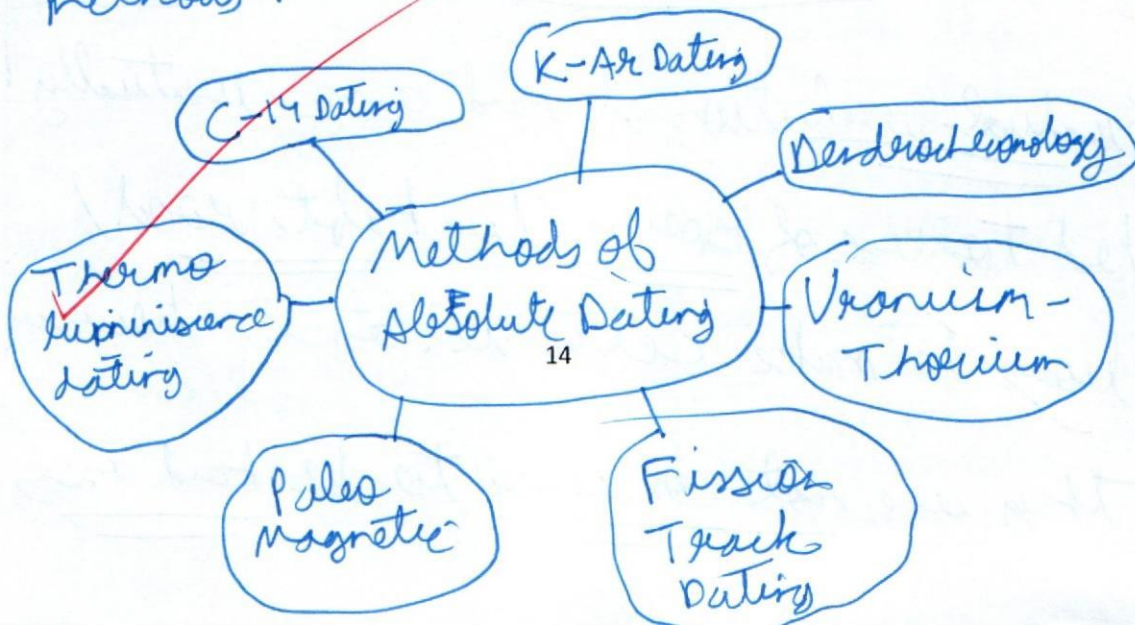 Methods
C-14 Dating
K-Ar Dating
Dendrochronology
Methods of
Absolute Dating
14
Thermo
luminiscence
dating
Uranium-
Thorium
Paleo
Magnetic
Fission
Track
Dating